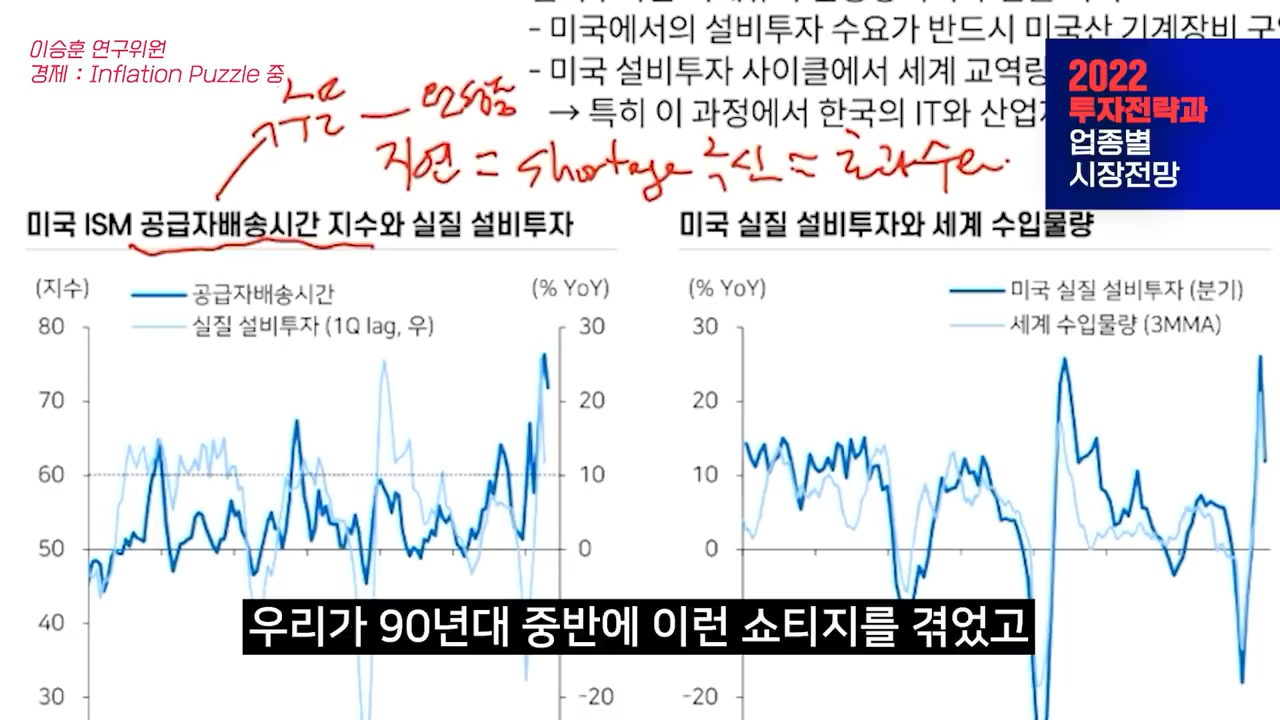 이승훈 연구위원
경제 : Inflation Puzzle 중
- 미국에서의 설비투자 수요가 반드시 미국산 기계장비 구
- 미국 설비투자 사이클에서 세계 교역량
→ 특히 이 과정에서 한국의 IT와 산업
2022
투자전략과
업종별
시장전망
지연 = shortage = 초과수요
미국 ISM 공급자배송시간 지수와 실질 설비투자
(지수)
(% YoY)
공급자배송시간
실질 설비투자 (1Q lag, 우)
80
70
60
50
40
30
30
20
10
0
-20
미국 실질 설비투자와 세계 수입물량
(% YoY)
미국 실질 설비투자 (분기)
세계 수입물량 (3MMA)
30
20
10
0
-20
우리가 90년대 중반에 이런 쇼티지를 겪었고